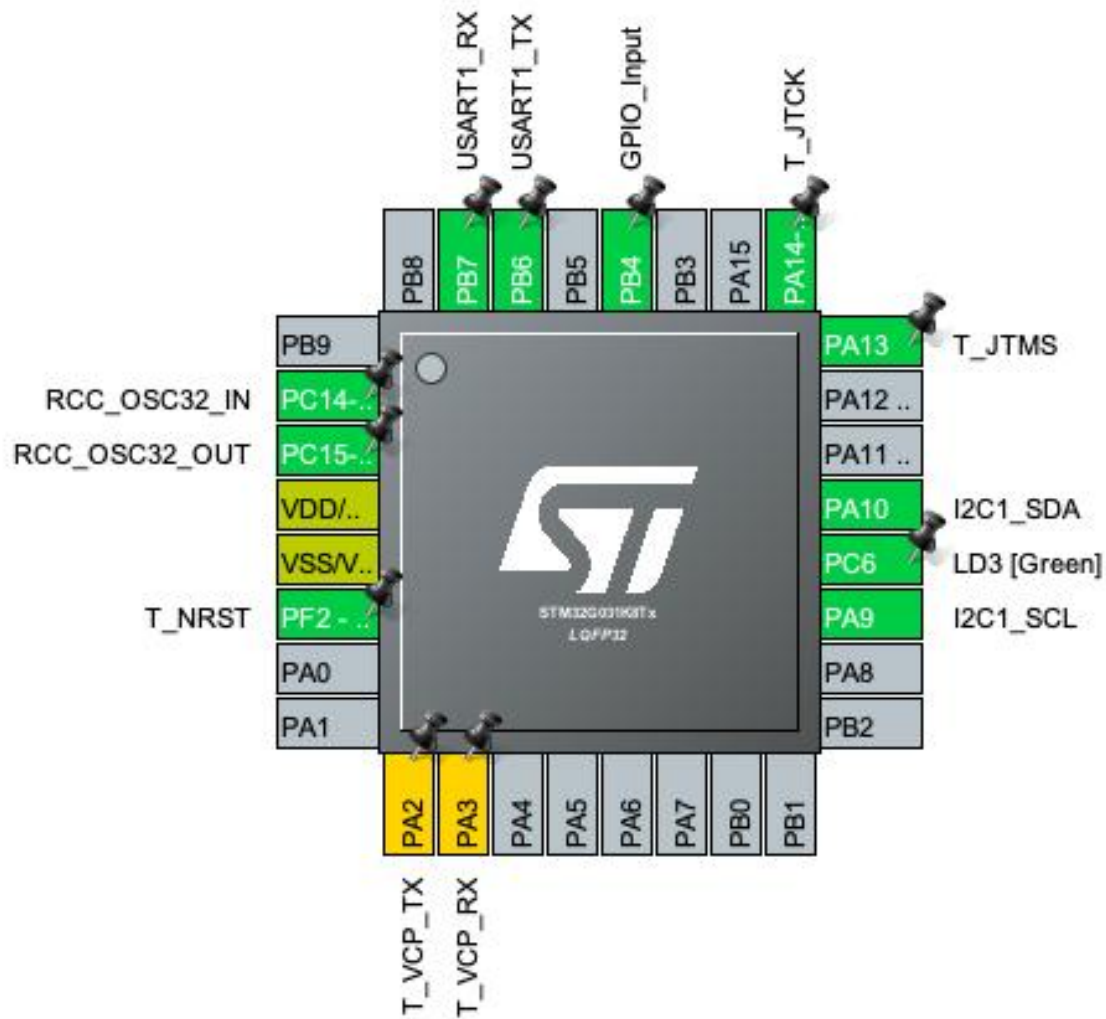 USART1_RX
USART1_TX
GPIO_Input
T_JTCK
PB8
PB7
PB6
PB5
PB4
PB3
PA15
PA14-..
PB9
RCC_OSC32_IN PC14-..
RCC_OSC32_OUT PC15-..
VDD/..
VSS/V..
T_NRST PF2 - ..
PA0
PA1
PA13 T_JTMS
PA12 ..
PA11 ..
PA10 I2C1_SDA
PC6 LD3 [Green]
PA9 I2C1_SCL
PA8
PB2
ST
STM32G031K8Tx
LQFP32
PA2
PA3
PA4
PA5
PA6
PA7
PB0
PB1
T_VCP_TX
T_VCP_RX